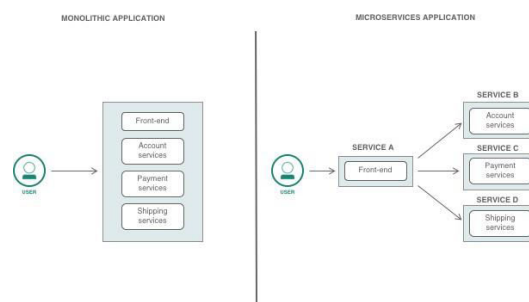 MONOLITHIC APPLICATION
Front-end
Account
services
Payment
services
Shipping
services
USER
MICROSERVICES APPLICATION
USER
SERVICE A
Front-end
SERVICE B
Account
services
SERVICE C
Payment
services
SERVICE D
Shipping
services